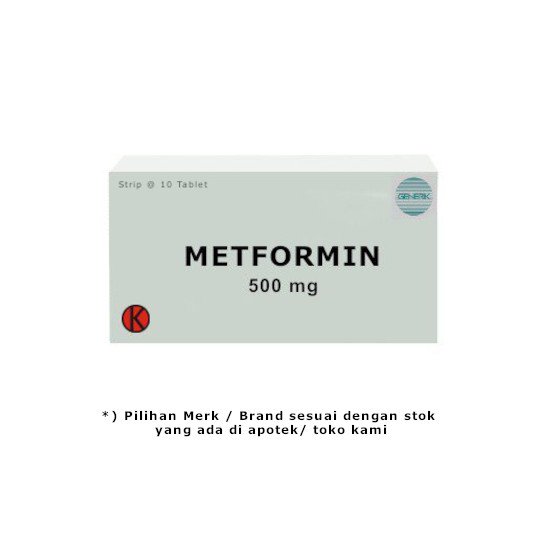 Strip @ 10 Tablet
GENERIK
METFORMIN
500 mg
K
*) Pilihan Merk / Brand sesuai dengan stok
yang ada di apotek/ toko kami